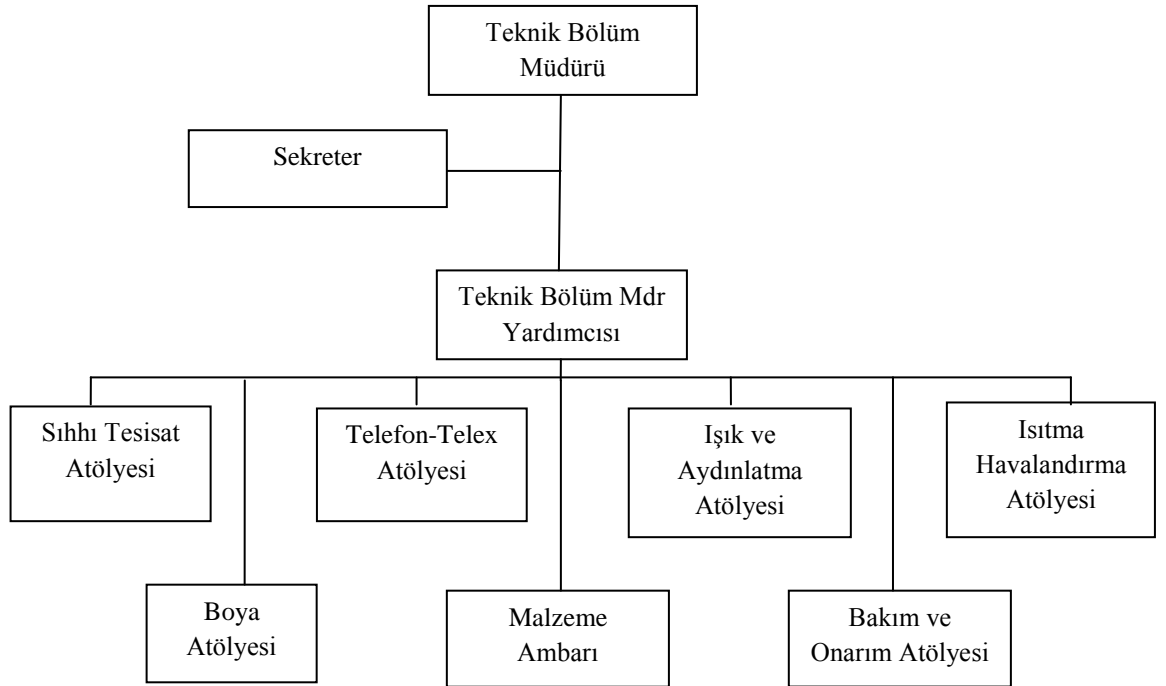 Teknik Bölüm
Müdürü
Sekreter
Teknik Bölüm Mdr
Yardımcısı
Sıhhı Tesisat
Atölyesi
Telefon-Telex
Atölyesi
Işık ve
Aydınlatma
Atölyesi
Isıtma
Havalandırma
Atölyesi
Boya
Atölyesi
Malzeme
Ambarı
Bakım ve
Onarım Atölyesi